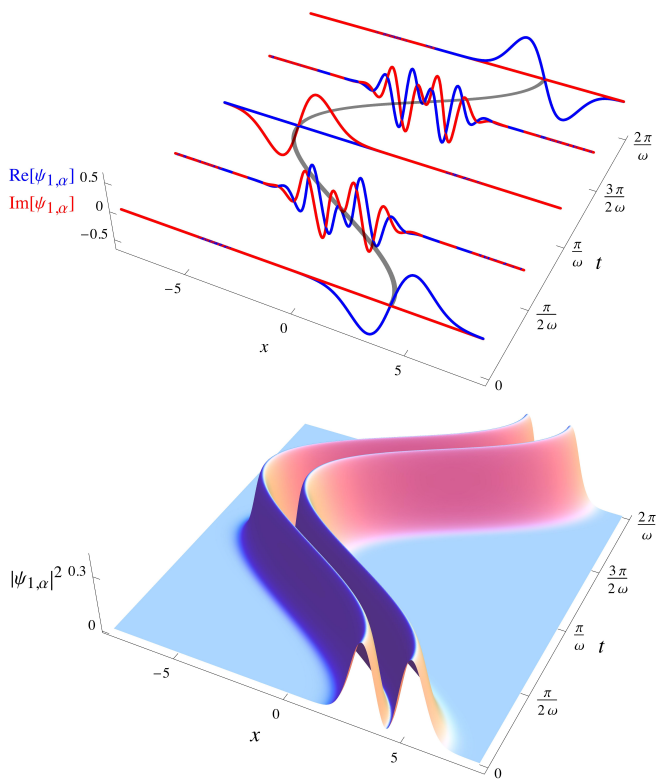 2π/ω
3π/2ω
Re[ψ1,α]
0.5
Im[ψ1,α]
0
π/ω
t
−0.5
−5
π/2ω
0
x
5
0
2π/ω
|ψ1,α|²
0.3
3π/2ω
0
π/ω
t
−5
π/2ω
0
x
5
0